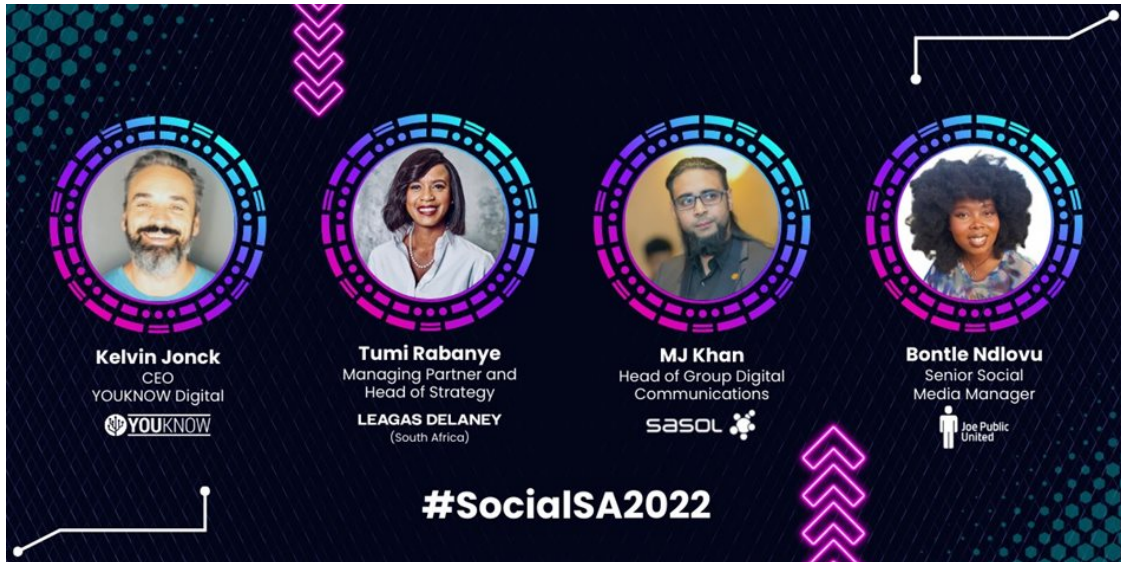 Kelvin Jonck
CEO
YOUKNOW Digital
YOUKNOW
Tumi Rabanye
Managing Partner and
Head of Strategy
LEAGAS DELANEY
(South Africa)
MJ Khan
Head of Group Digital
Communications
sasol
Bontle Ndlovu
Senior Social
Media Manager
Joe Public
United
#SocialSA2022